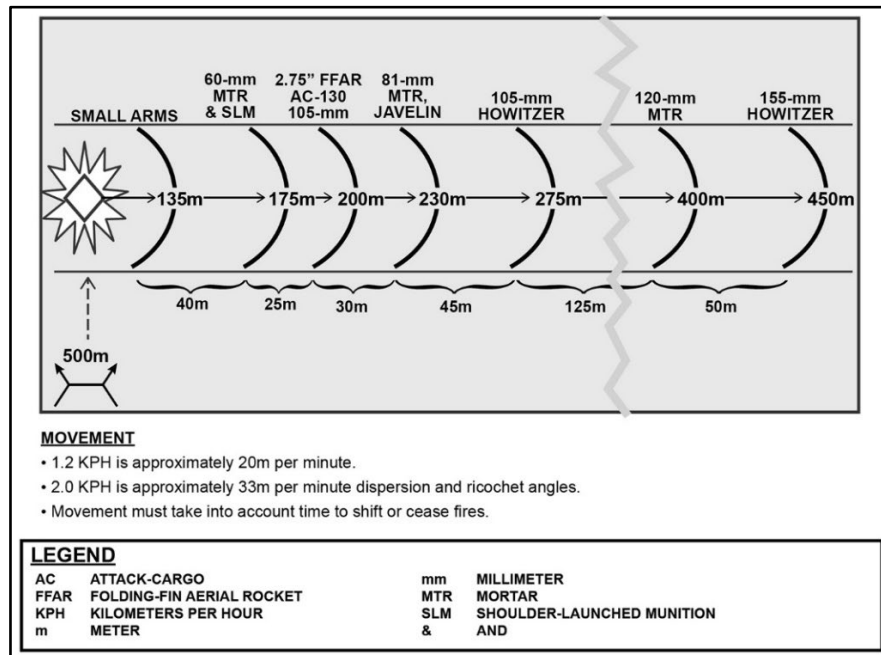 60-mm MTR & SLM
2.75” FFAR AC-130 105-mm
81-mm MTR, JAVELIN
SMALL ARMS
105-mm HOWITZER
120-mm MTR
155-mm HOWITZER
135m
175m
200m
230m
275m
400m
450m
40m
25m
30m
45m
125m
50m
500m
MOVEMENT
• 1.2 KPH is approximately 20m per minute.
• 2.0 KPH is approximately 33m per minute dispersion and ricochet angles.
• Movement must take into account time to shift or cease fires.
LEGEND
AC ATTACK-CARGO mm MILLIMETER
FFAR FOLDING-FIN AERIAL ROCKET MTR MORTAR
KPH KILOMETERS PER HOUR SLM SHOULDER-LAUNCHED MUNITION
m METER & AND